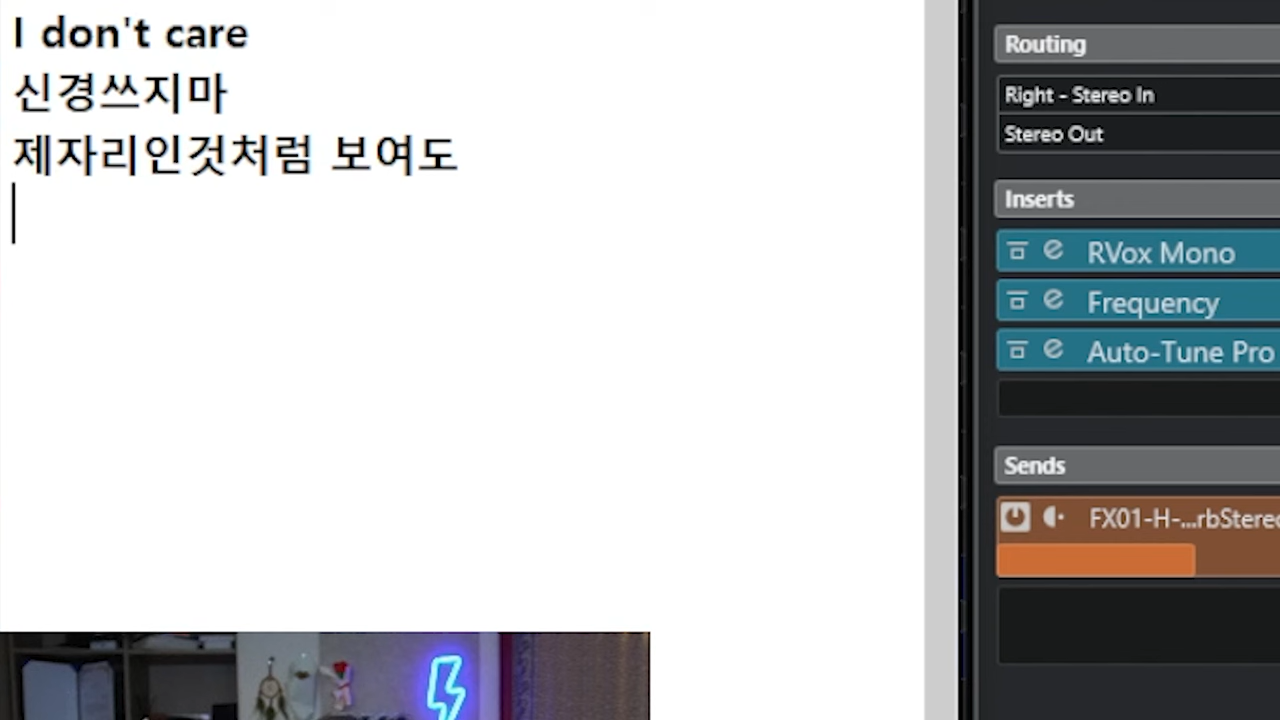 I don't care
신경쓰지마
제자리인것처럼 보여도
Routing
Right - Stereo In
Stereo Out
Inserts
RVox Mono
Frequency
Auto-Tune Pro
Sends
FX01-H-...rbStereo